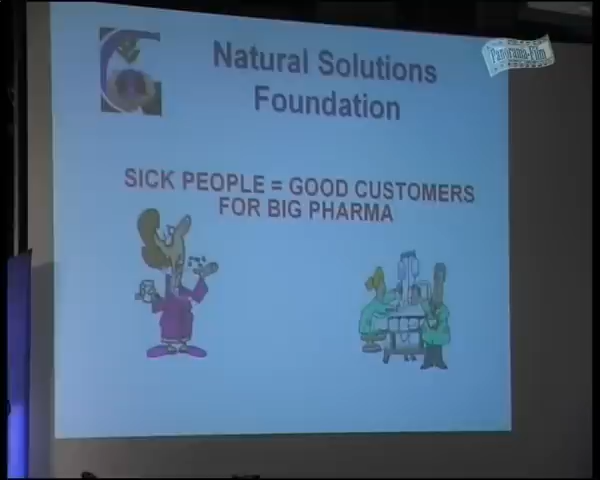 Natural Solutions
Foundation
Panorama-Film
SICK PEOPLE = GOOD CUSTOMERS
FOR BIG PHARMA